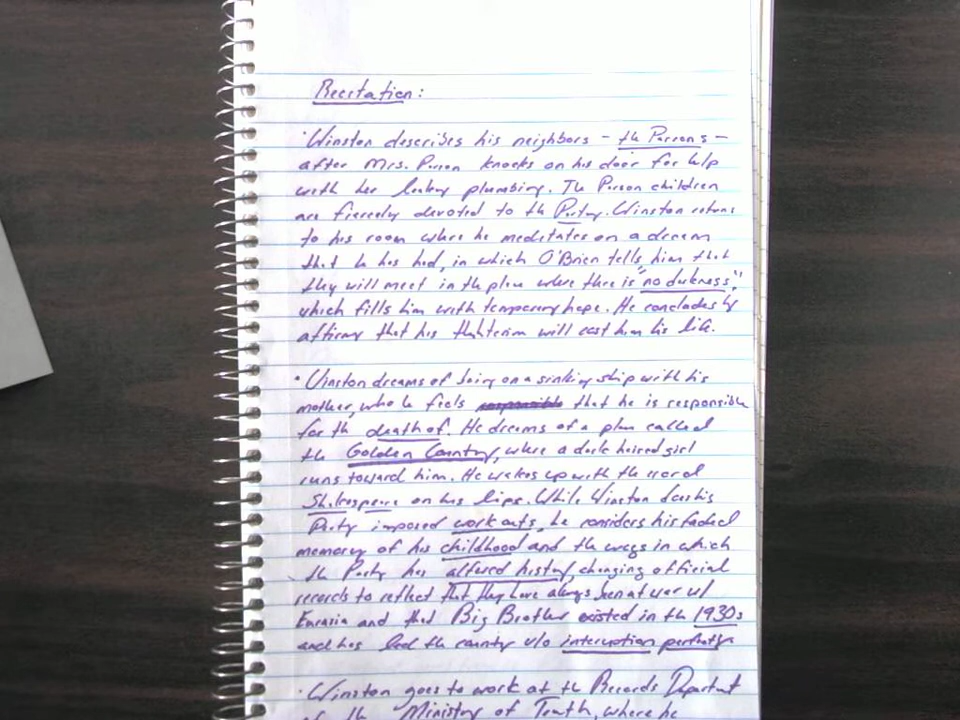 Recitation:
· Winston describes his neighbors – the Parsons –
after Mrs. Parson knocks on his door for help
with her leaky plumbing. The Parson children
are fiercely devoted to the Party. Winston returns
to his room where he meditates on a dream
that he has had, in which O'Brien tells him that
they will meet in the place where there is "no darkness",
which fills him with temporary hope. He concludes by
affirming that his thoughtcrime will cost him his life.
· Winston dreams of being on a sinking ship with his
mother, who he feels that he is responsible
for the death of. He dreams of a place called
the Golden Country, where a dark haired girl
runs toward him. He wakes up with the word
Shakespeare on his lips. While Winston does his
Party imposed workouts, he considers his faded
memory of his childhood and the ways in which
the Party has altered history, changing official
records to reflect that they have always been at war w/
Eurasia and that Big Brother existed in the 1930s
and has led the country w/o interruption
· Winston goes to work at the Records Department
of the Ministry of Truth, where he